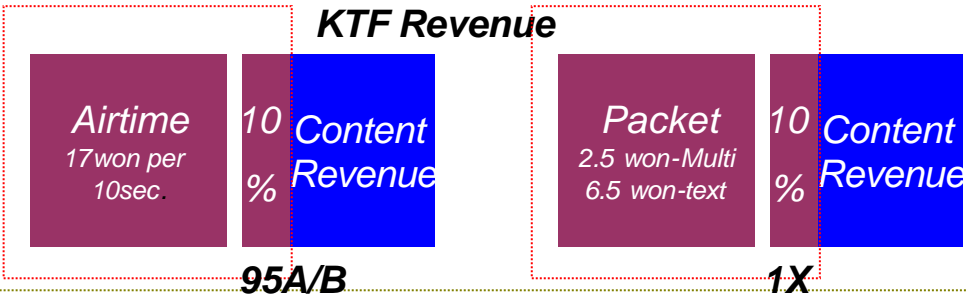 KTF Revenue
Airtime
17won per
10sec.
10
%
Content
Revenue
95A/B
Packet
2.5 won-Multi
6.5 won-text
10
%
Content
Revenue
1X